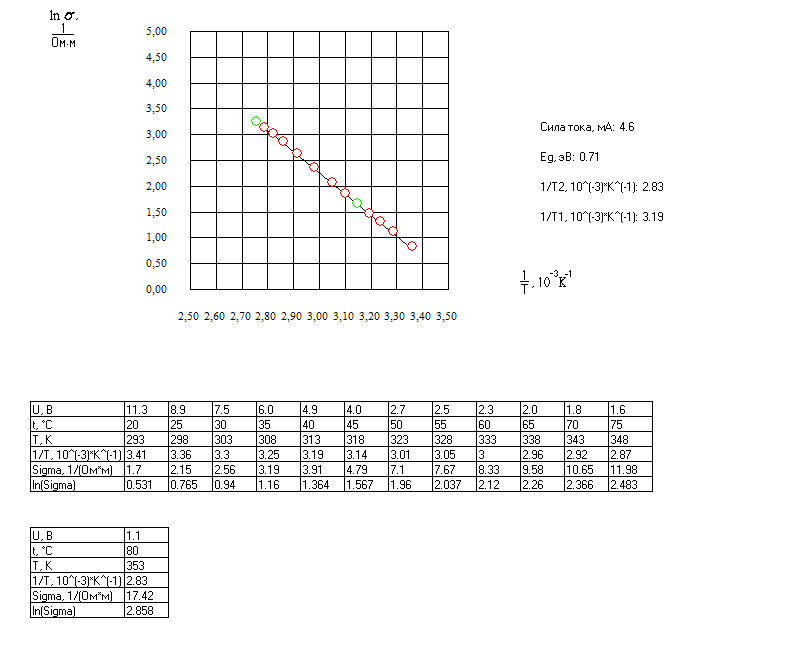 ln σ,
1
Ом·м
5,00
4,50
4,00
3,50
3,00
2,50
2,00
1,50
1,00
0,50
0,00
2,50 2,60 2,70 2,80 2,90 3,00 3,10 3,20 3,30 3,40 3,50
Сила тока, мА: 4.6
Eg, эВ: 0.71
1/T2, 10^(-3)*K^(-1): 2.83
1/T1, 10^(-3)*K^(-1): 3.19
1/T, 10^-3 K^-1
U, В 11.3 8.9 7.5 6.0 4.9 4.0 2.7 2.5 2.3 2.0 1.8 1.6
t, °C 20 25 30 35 40 45 50 55 60 65 70 75
T, K 293 298 303 308 313 318 323 328 333 338 343 348
1/T, 10^(-3)*K^(-1) 3.41 3.36 3.3 3.25 3.19 3.14 3.01 3.05 3 2.96 2.92 2.87
Sigma, 1/(Ом*м) 1.7 2.15 2.56 3.19 3.91 4.79 7.1 7.67 8.33 9.58 10.65 11.98
ln(Sigma) 0.531 0.765 0.94 1.16 1.364 1.567 1.96 2.037 2.12 2.26 2.366 2.483
U, В 1.1
t, °C 80
T, K 353
1/T, 10^(-3)*K^(-1) 2.83
Sigma, 1/(Ом*м) 17.42
ln(Sigma) 2.858